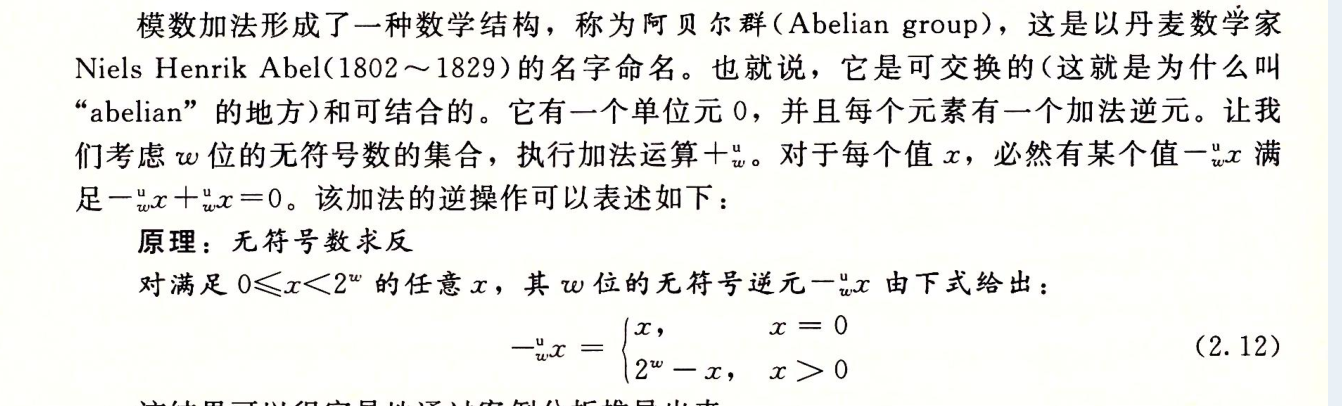 模数加法形成了一种数学结构，称为阿贝尔群(Abelian group)，这是以丹麦数学家
Niels Henrik Abel(1802～1829)的名字命名。也就说，它是可交换的(这就是为什么叫
“abelian”的地方)和可结合的。它有一个单位元 0，并且每个元素有一个加法逆元。让我
们考虑 w 位的无符号数的集合，执行加法运算 +ᵘ_w。对于每个值 x，必然有某个值 -ᵘ_w x 满
足 -ᵘ_w x +ᵘ_w x = 0。该加法的逆操作可以表述如下：
原理：无符号数求反
对满足 0≤x<2^w 的任意 x，其 w 位的无符号逆元 -ᵘ_w x 由下式给出：
-ᵘ_w x = { x, x = 0
2^w - x, x > 0 (2.12)